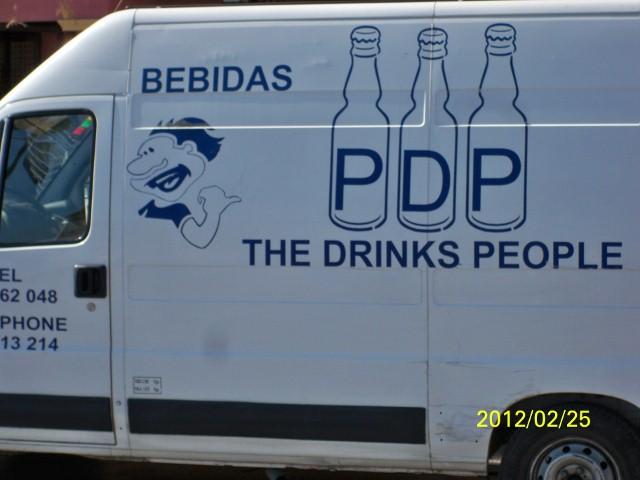 BEBIDAS
PDP
THE DRINKS PEOPLE
EL
62 048
PHONE
13 214
2012/02/25